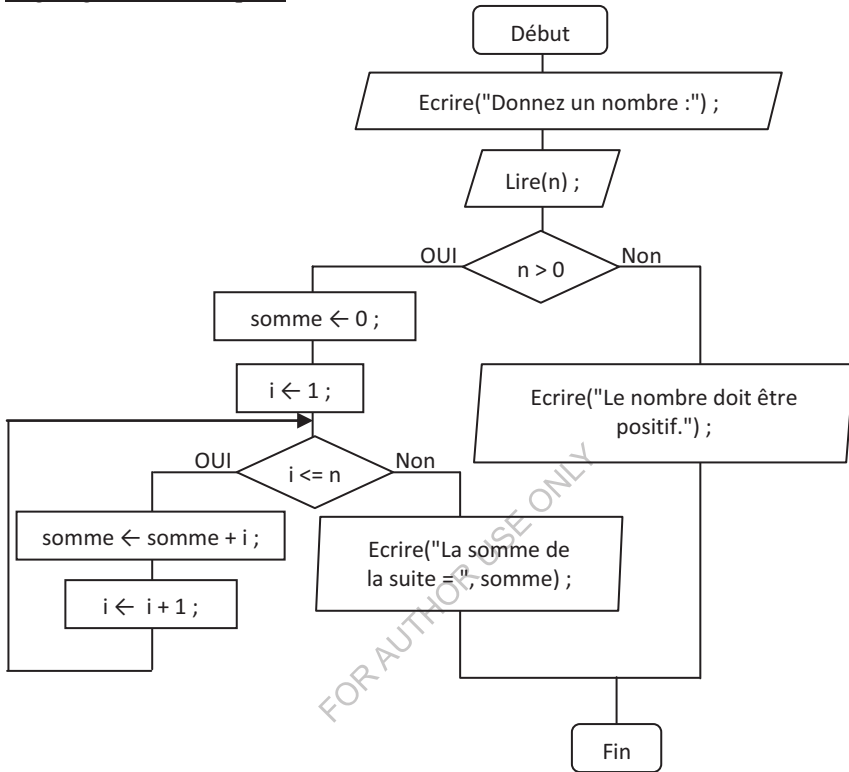 Début
Ecrire("Donnez un nombre :") ;
Lire(n) ;
OUI
n > 0
Non
somme ← 0 ;
i ← 1 ;
Ecrire("Le nombre doit être
positif.") ;
OUI
i <= n
Non
somme ← somme + i ;
Ecrire("La somme de
la suite = ", somme) ;
i ← i + 1 ;
FOR AUTHOR USE ONLY
Fin